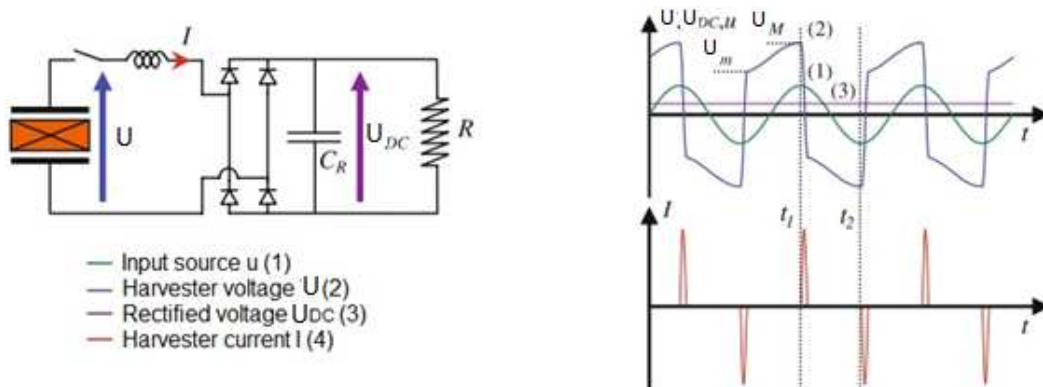 I
U
U_DC
C_R
R
Input source u (1)
Harvester voltage U (2)
Rectified voltage UDC (3)
Harvester current I (4)
U,U_DC,u
U_M
(2)
U_m
(1)
(3)
t
t_1
t_2
I
t